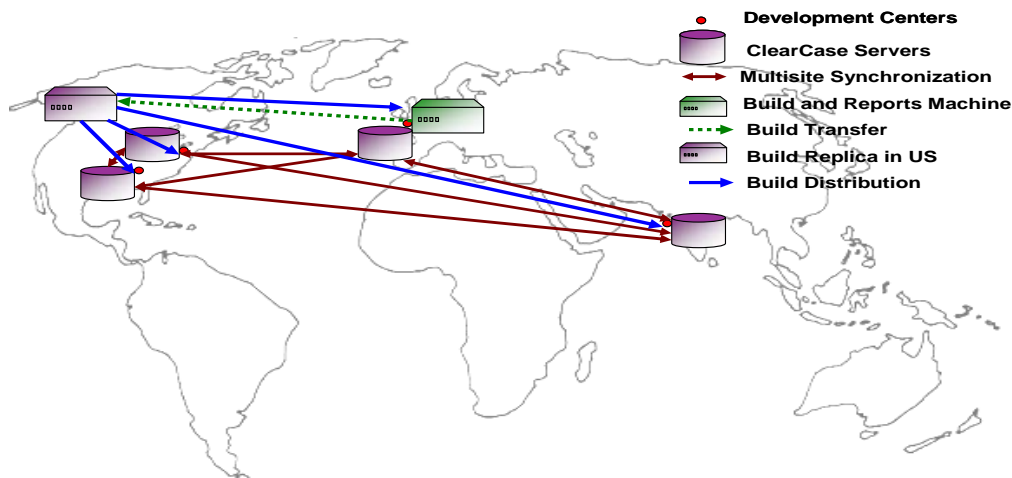 Development Centers
ClearCase Servers
Multisite Synchronization
Build and Reports Machine
Build Transfer
Build Replica in US
Build Distribution